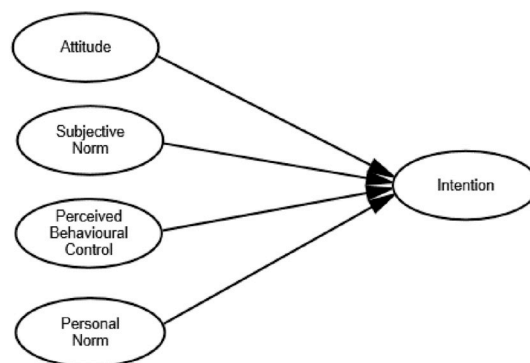 Attitude
Subjective
Norm
Perceived
Behavioural
Control
Personal
Norm
Intention